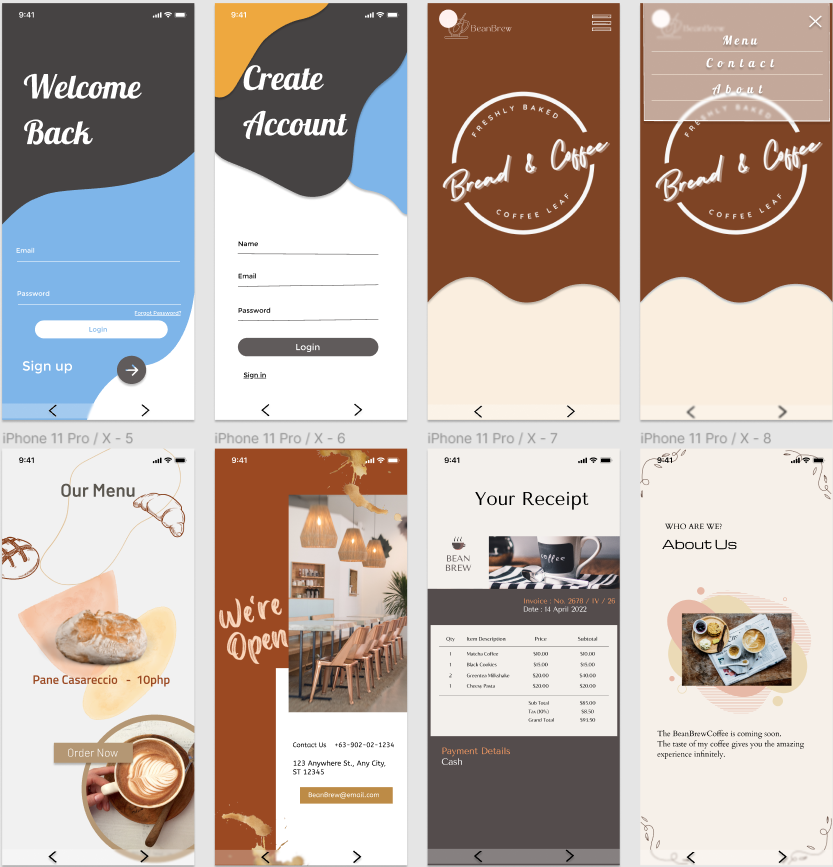 9:41
Welcome
Back
Email
Password
Forgot Password?
Login
Sign up
9:41
Create
Account
Name
Email
Password
Login
Sign in
9:41
BeanBrew
FRESHLY BAKED
Bread & Coffee
COFFEE LEAF
Menu
Contact
About
FRESHLY BAKED
Bread & Coffee
COFFEE LEAF
iPhone 11 Pro / X - 5
iPhone 11 Pro / X - 6
iPhone 11 Pro / X - 7
iPhone 11 Pro / X - 8
9:41
Our Menu
Pane Casareccio - 10php
Order Now
9:41
We're
Open
Contact Us +63-902-02-1234
123 Anywhere St., Any City,
ST 12345
BeanBrew@email.com
9:41
Your Receipt
BEAN
BREW
coffee
Invoice : No. 2678 / IV / 26
Date : 14 April 2022
Qty Item Description Price Subtotal
1 Matcha Coffee $10.00 $10.00
1 Black Cookies $15.00 $15.00
2 Greentea Milkshake $20.00 $40.00
1 Cheesy Pasta $20.00 $20.00
Sub Total $85.00
Tax (10%) $8.50
Grand Total $93.50
Payment Details
Cash
9:41
WHO ARE WE?
About Us
The BeanBrewCoffee is coming soon.
The taste of my coffee gives you the amazing
experience infinitely.